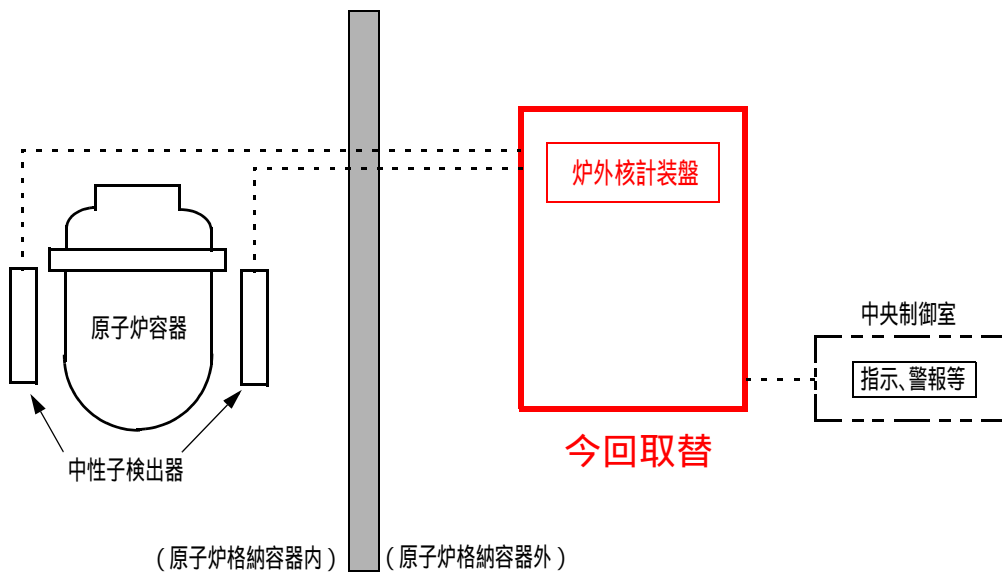 炉外核計装盤
原子炉容器
中央制御室
指示、警報等
今回取替
中性子検出器
(原子炉格納容器内)
(原子炉格納容器外)